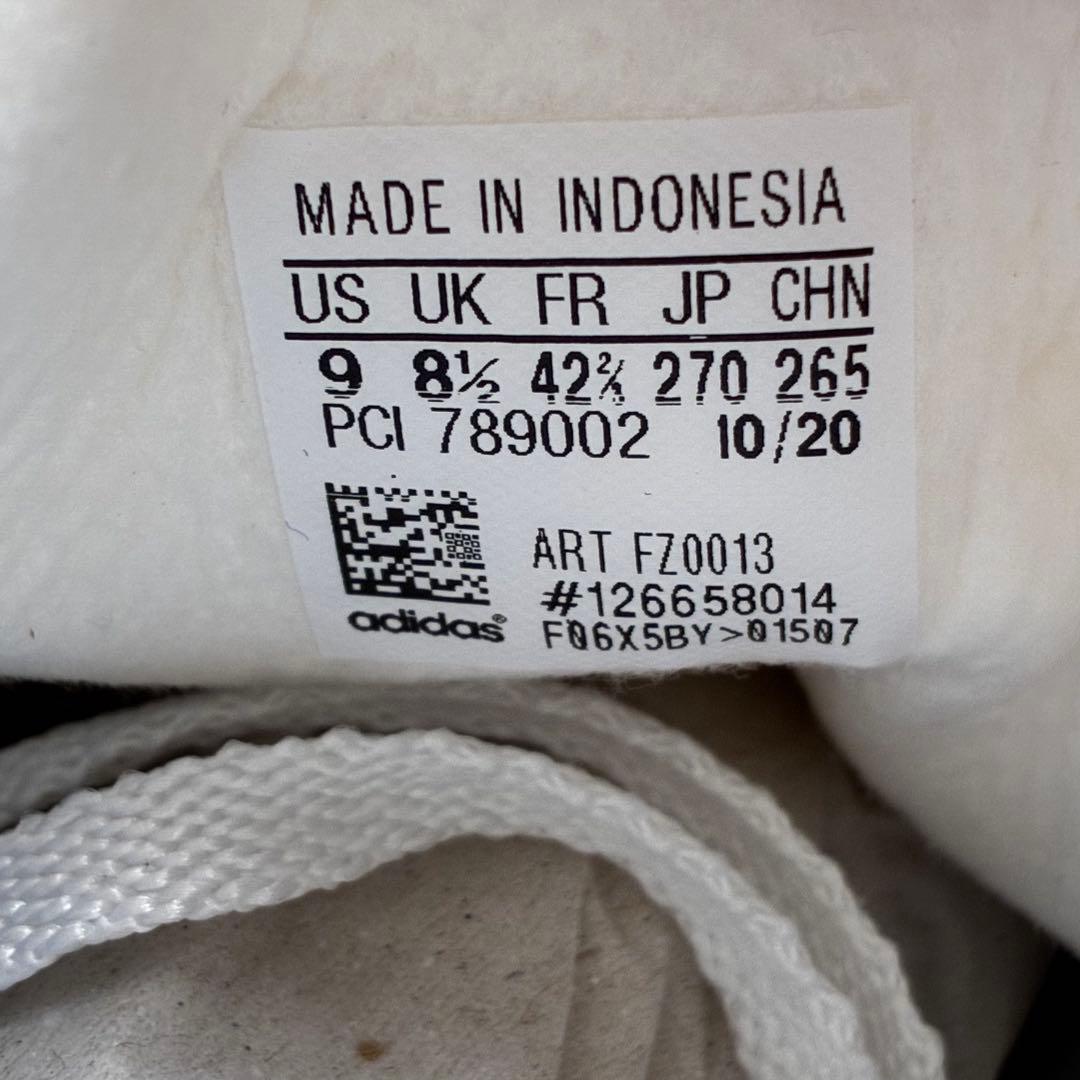 MADE IN INDONESIA
US UK FR JP CHN
9 8½ 42⅔ 270 265
PCI 789002 10/20
ART FZ0013
#126658014
adidas® F06X5BY>01507